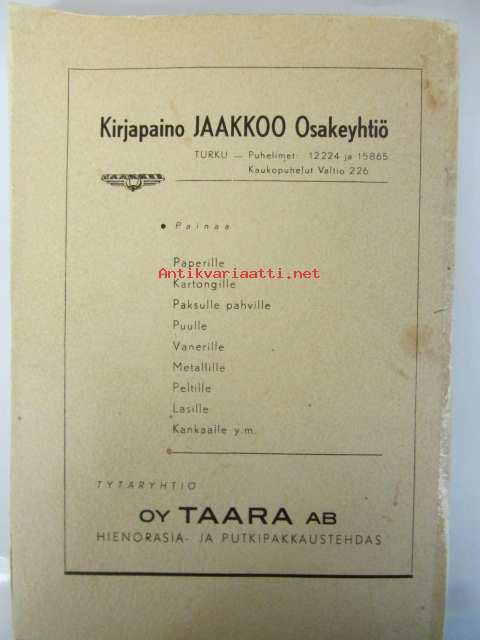 Kirjapaino JAAKKOO Osakeyhtiö
TURKU — Puhelimet: 12224 ja 15865
Kaukopuhelut Valtio 226
• Painaa
Paperille
Antikvariaatti.net
Kartongille
Paksulle pahville
Puulle
Vanerille
Metallille
Peltille
Lasille
Kankaalle y.m.
TYTÄRYHTIÖ
OY TAARA AB
HIENORASIA- JA PUTKIPAKKAUSTEHDAS